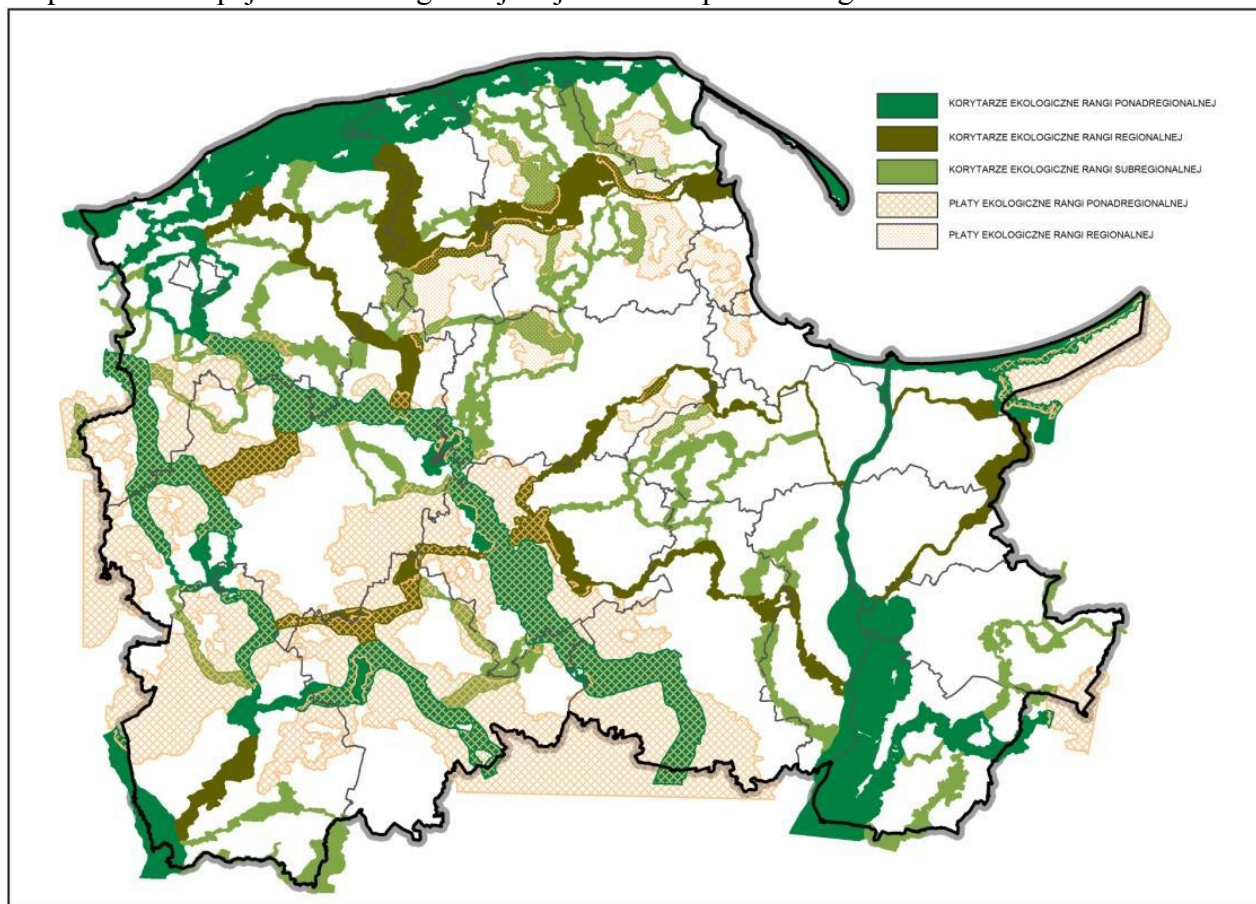 KORYTARZE EKOLOGICZNE RANGI PONADREGIONALNEJ
KORYTARZE EKOLOGICZNE RANGI REGIONALNEJ
KORYTARZE EKOLOGICZNE RANGI SUBREGIONALNEJ
PŁATY EKOLOGICZNE RANGI PONADREGIONALNEJ
PŁATY EKOLOGICZNE RANGI REGIONALNEJ